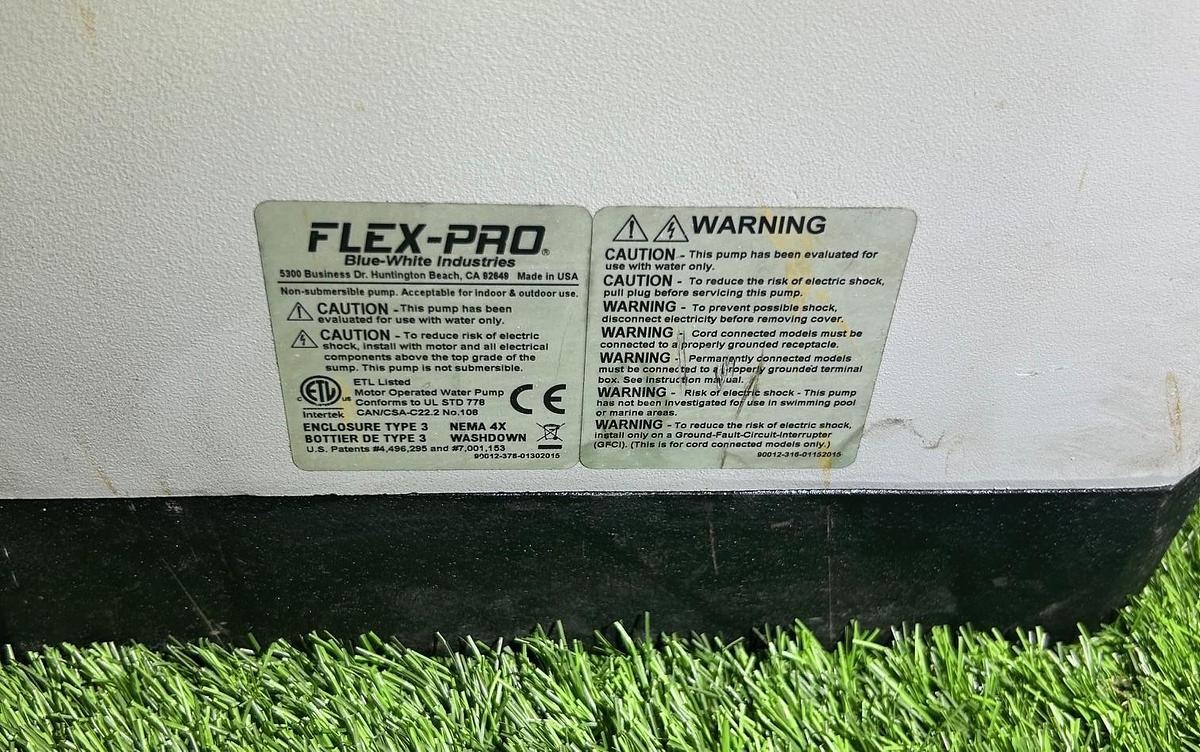 FLEX-PRO®
Blue-White Industries
5300 Business Dr. Huntington Beach, CA 92649 Made in USA
Non-submersible pump. Acceptable for indoor & outdoor use.
CAUTION - This pump has been
evaluated for use with water only.
CAUTION - To reduce risk of electric
shock, install with motor and all electrical
components above the top grade of the
sump. This pump is not submersible.
C ETL US
Intertek
ETL Listed
Motor Operated Water Pump
Conforms to UL STD 778
CAN/CSA-C22.2 No.108
CE
ENCLOSURE TYPE 3 NEMA 4X
BOTTIER DE TYPE 3 WASHDOWN
U.S. Patents #4,496,295 and #7,001,153
90012-378-01302015
WARNING
CAUTION - This pump has been evaluated for
use with water only.
CAUTION - To reduce the risk of electric shock,
pull plug before servicing this pump.
WARNING - To prevent possible shock,
disconnect electricity before removing cover.
WARNING - Cord connected models must be
connected to a properly grounded receptacle.
WARNING - Permanently connected models
must be connected to a properly grounded terminal
box. See instruction manual.
WARNING - Risk of electric shock - This pump
has not been investigated for use in swimming pool
or marine areas.
WARNING - To reduce the risk of electric shock,
install only on a Ground-Fault-Circuit-Interrupter
(GFCI). (This is for cord connected models only.)
90012-316-01152015